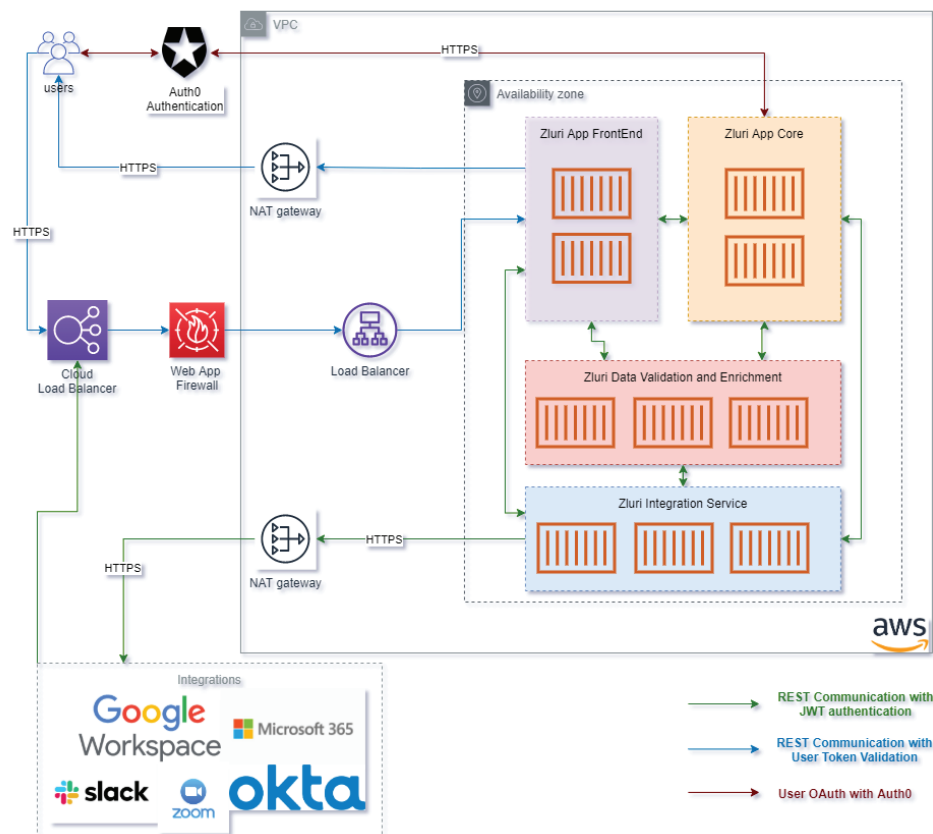 VPC
HTTPS
users
Auth0
Authentication
Availability zone
Zluri App FrontEnd
Zluri App Core
HTTPS
NAT gateway
HTTPS
Cloud
Load Balancer
Web App
Firewall
Load Balancer
Zluri Data Validation and Enrichment
Zluri Integration Service
HTTPS
HTTPS
NAT gateway
aws
Integrations
Google
Workspace
Microsoft 365
slack
zoom
okta
REST Communication with
JWT authentication
REST Communication with
User Token Validation
User OAuth with Auth0